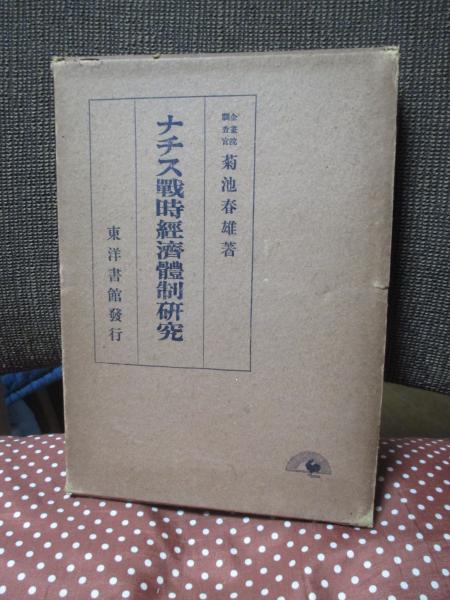 企畫院
調査官
菊池春雄著
ナチス戰時經濟體制硏究
東洋書館發行